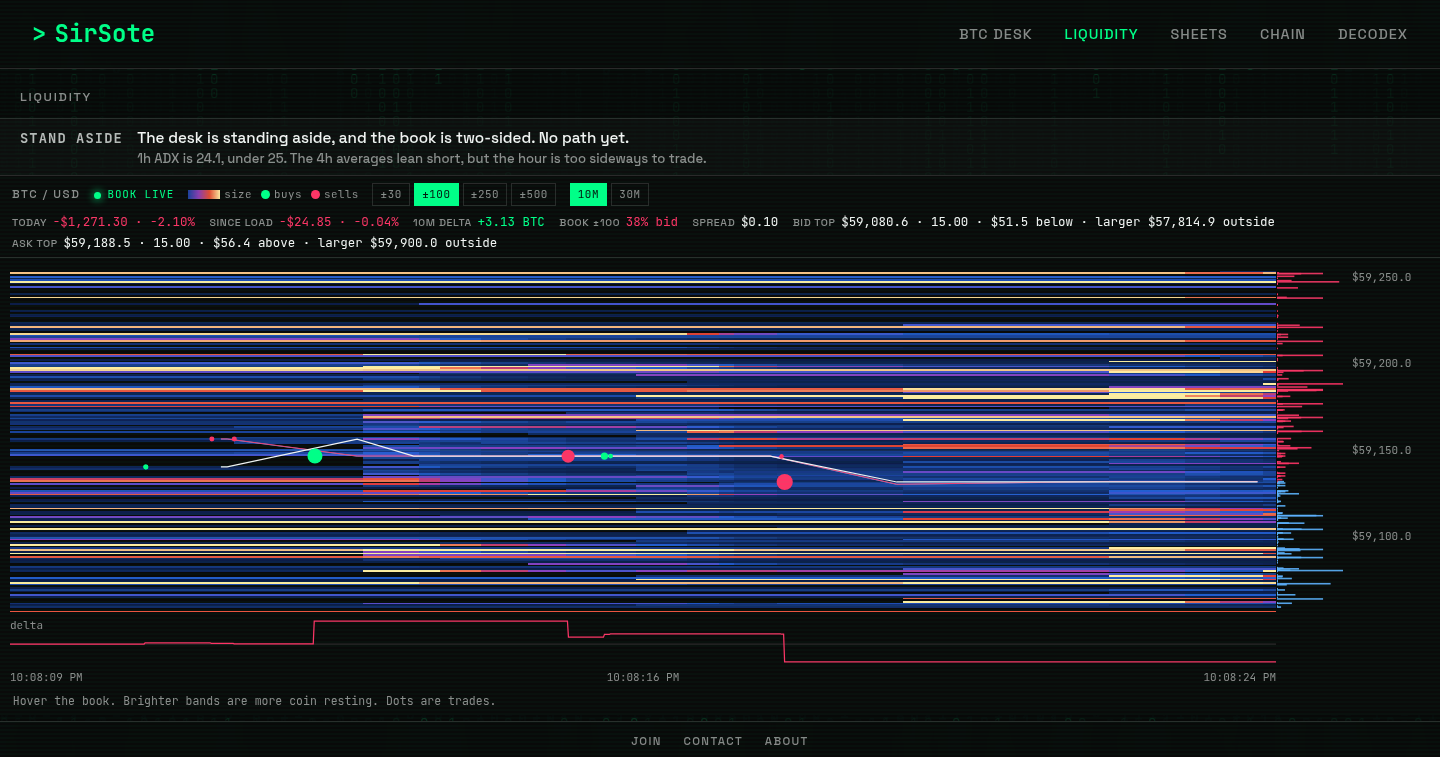 > SirSote
BTC DESK LIQUIDITY SHEETS CHAIN DECODEX
LIQUIDITY
STAND ASIDE The desk is standing aside, and the book is two-sided. No path yet.
1h ADX is 24.1, under 25. The 4h averages lean short, but the hour is too sideways to trade.
BTC / USD BOOK LIVE size buys sells ±30 ±100 ±250 ±500 10M 30M
TODAY -$1,271.30 · -2.10% SINCE LOAD -$24.85 · -0.04% 10M DELTA +3.13 BTC BOOK ±100 38% bid SPREAD $0.10 BID TOP $59,080.6 · 15.00 · $51.5 below · larger $57,814.9 outside
ASK TOP $59,188.5 · 15.00 · $56.4 above · larger $59,900.0 outside
$59,250.0
$59,200.0
$59,150.0
$59,100.0
delta
10:08:09 PM 10:08:16 PM 10:08:24 PM
Hover the book. Brighter bands are more coin resting. Dots are trades.
JOIN CONTACT ABOUT